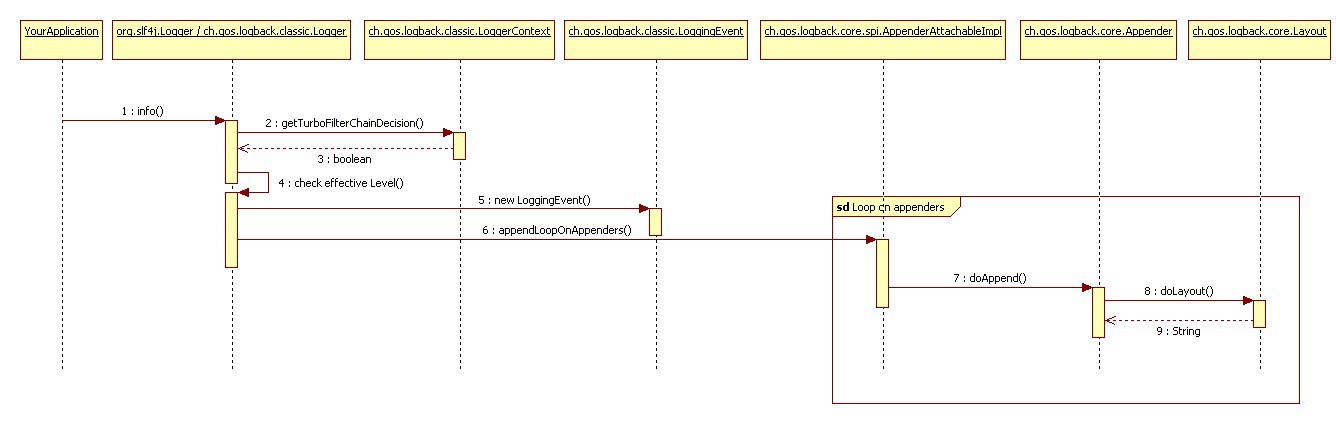 YourApplication
org.slf4j.Logger / ch.qos.logback.classic.Logger
ch.qos.logback.classic.LoggerContext
ch.qos.logback.classic.LoggingEvent
ch.qos.logback.core.spi.AppenderAttachableImpl
ch.qos.logback.core.Appender
ch.qos.logback.core.Layout
1 : info()
2 : getTurboFilterChainDecision()
3 : boolean
4 : check effective Level()
5 : new LoggingEvent()
sd Loop on appenders
6 : appendLoopOnAppenders()
7 : doAppend()
8 : doLayout()
9 : String